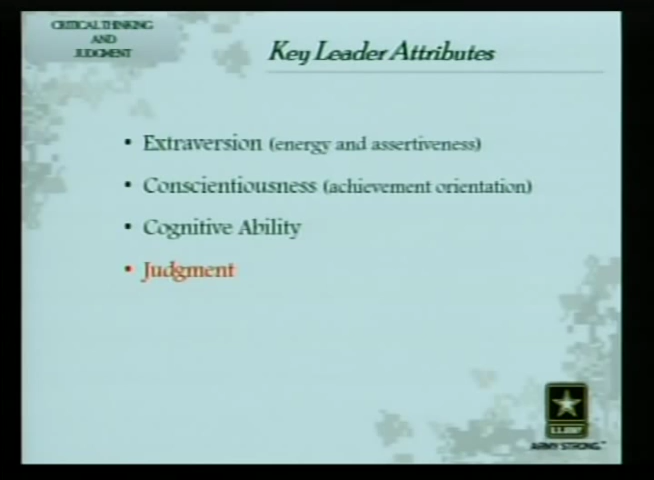 CRITICAL THINKING
AND
JUDGMENT
Key Leader Attributes
• Extraversion (energy and assertiveness)
• Conscientiousness (achievement orientation)
• Cognitive Ability
• Judgment
U.S. ARMY
ARMY STRONG.™